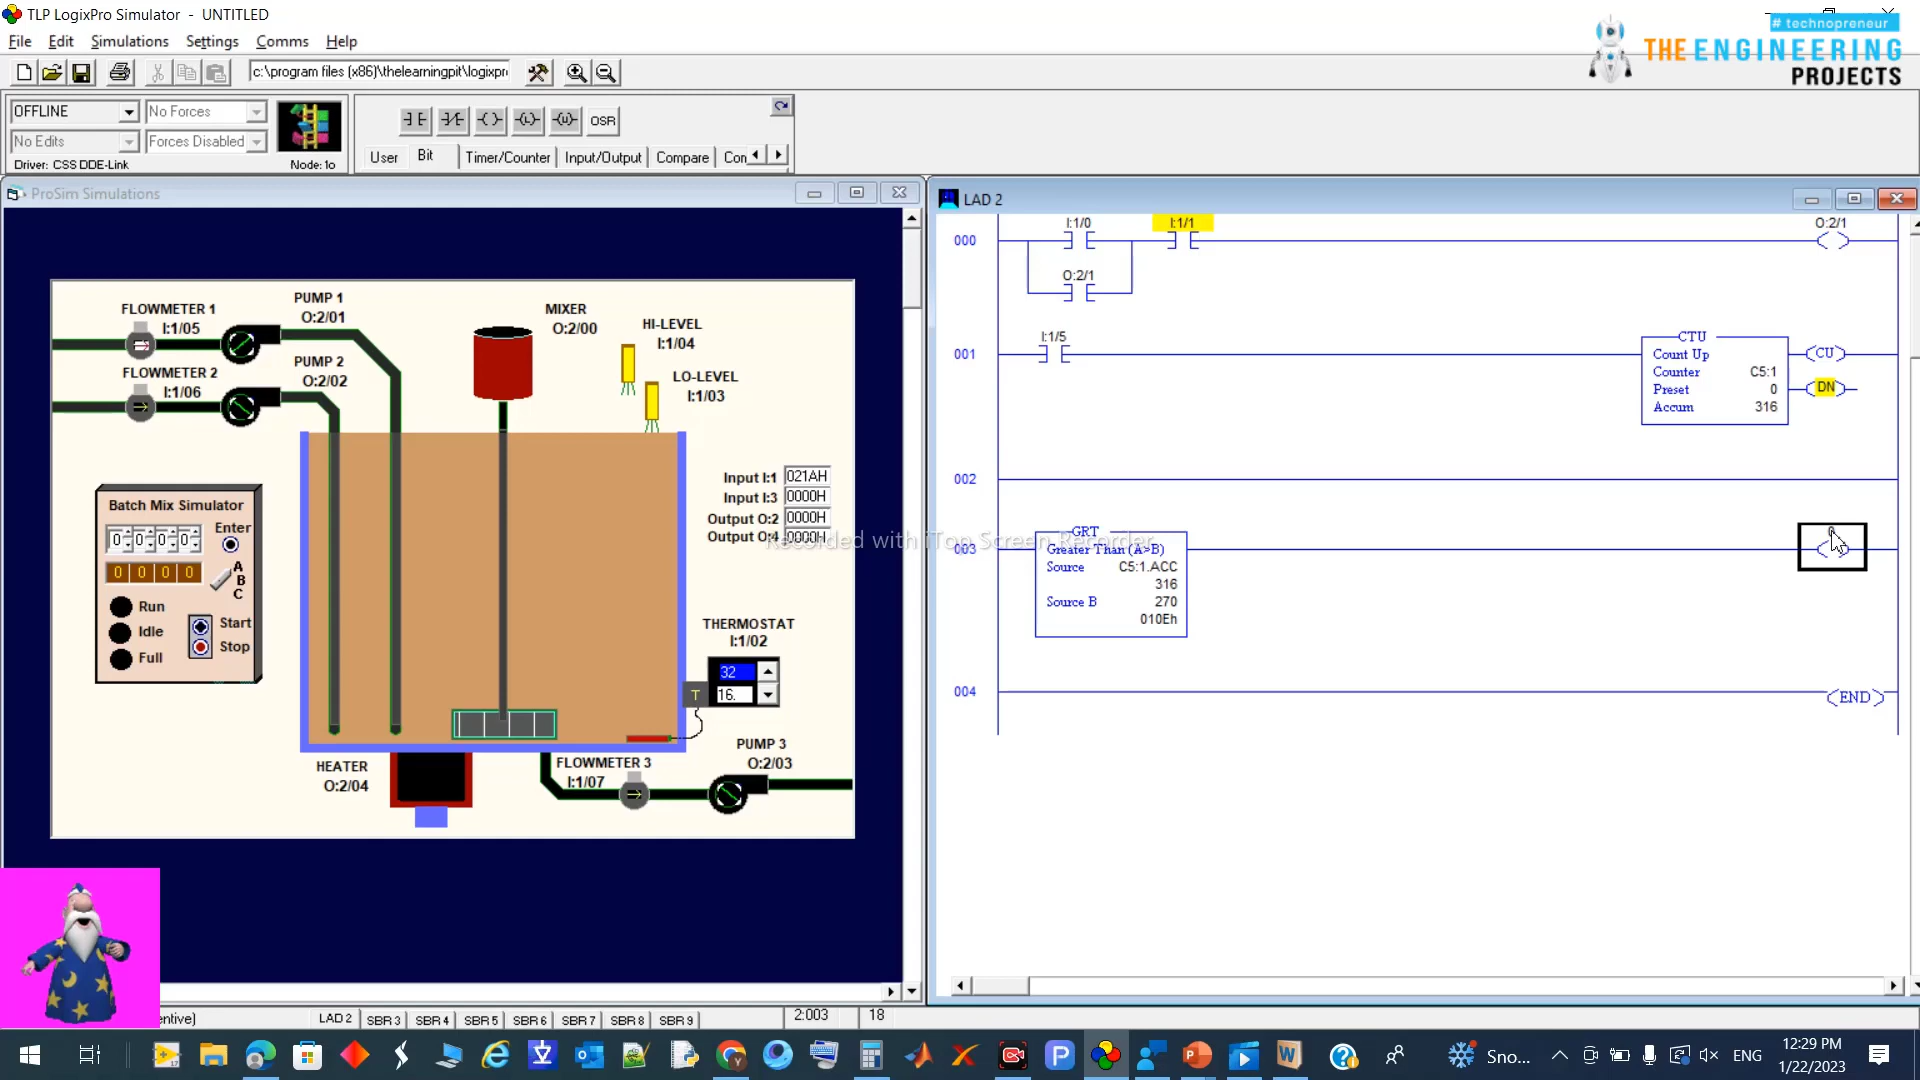 TLP LogixPro Simulator - UNTITLED
File Edit Simulations Settings Comms Help
# technopreneur
THE ENGINEERING
PROJECTS
c:\program files (x86)\thelearningpit\logixpr
OFFLINE No Forces
No Edits Forces Disabled
Driver: CSS DDE-Link Node: 1o
OSR
User Bit Timer/Counter Input/Output Compare Con
ProSim Simulations
FLOWMETER 1
I:1/05
PUMP 1
O:2/01
FLOWMETER 2
I:1/06
PUMP 2
O:2/02
MIXER
O:2/00
HI-LEVEL
I:1/04
LO-LEVEL
I:1/03
Input I:1 021AH
Input I:3 0000H
Output O:2 0000H
Output O:4 0000H
Batch Mix Simulator
0 0 0 0
Enter
0 0 0 0
A
B
C
Run
Idle
Full
Start
Stop
THERMOSTAT
I:1/02
32
16.
T
HEATER
O:2/04
FLOWMETER 3
I:1/07
PUMP 3
O:2/03
LAD 2
I:1/0 I:1/1 O:2/1
000
O:2/1
I:1/5
001
CTU
Count Up
Counter C5:1
Preset 0
Accum 316
CU
DN
002
003
GRT
Greater Than (A>B)
Source C5:1.ACC
316
Source B 270
010Eh
004 END
Recorded with iTop Screen Recorder
entive) LAD 2 SBR 3 SBR 4 SBR 5 SBR 6 SBR 7 SBR 8 SBR 9 2:003 18
Sno... ENG
12:29 PM
1/22/2023